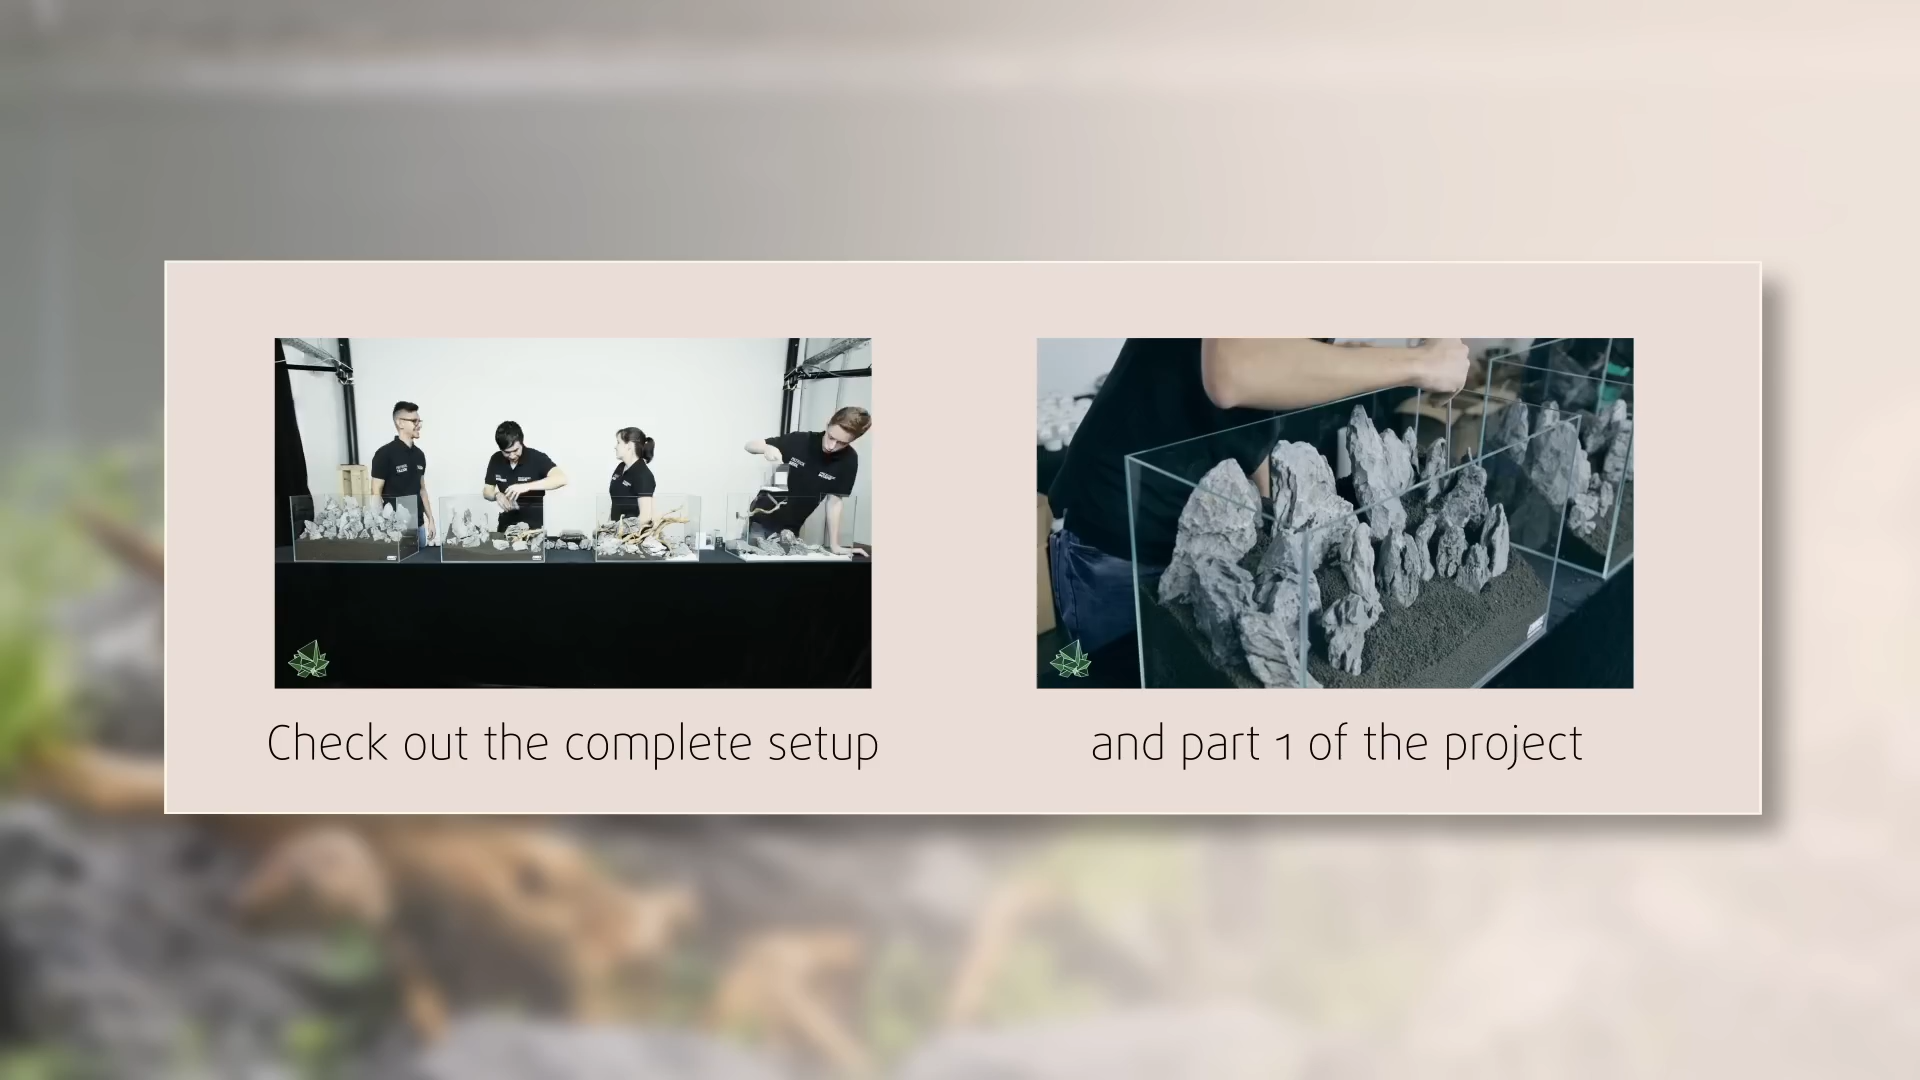 Check out the complete setup
and part 1 of the project